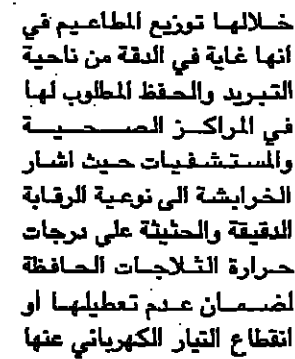 خلالها توزيع المطاعيم في
انها غاية في الدقة من ناحية
التبريد والحفظ المطلوب لها
في المراكز الصحية
والمستشفيات حيث اشار
الخرابشة الى نوعية الرقابة
الدقيقة والحثيثة على درجات
حرارة الثلاجات الحافظة
لضمان عدم تعطيلها أو
انقطاع التيار الكهربائي عنها